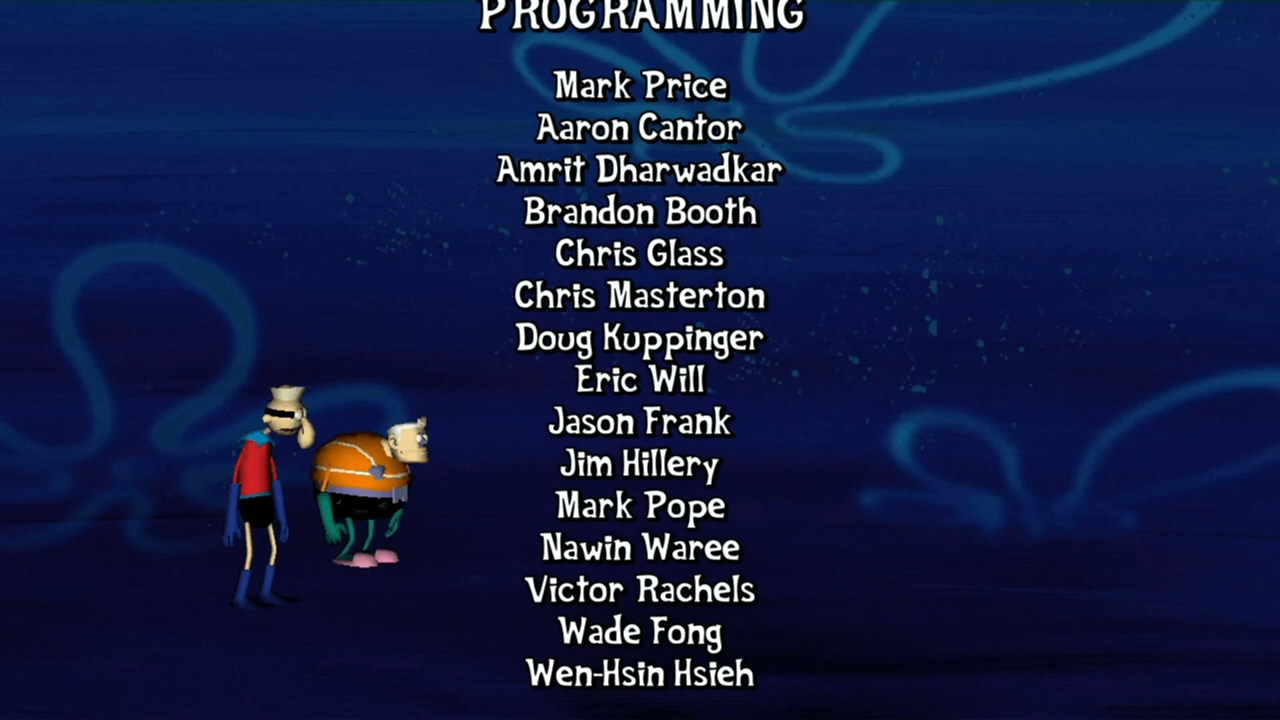 PROGRAMMING
Mark Price
Aaron Cantor
Amrit Dharwadkar
Brandon Booth
Chris Glass
Chris Masterton
Doug Kuppinger
Eric Will
Jason Frank
Jim Hillery
Mark Pope
Nawin Waree
Victor Rachels
Wade Fong
Wen-Hsin Hsieh